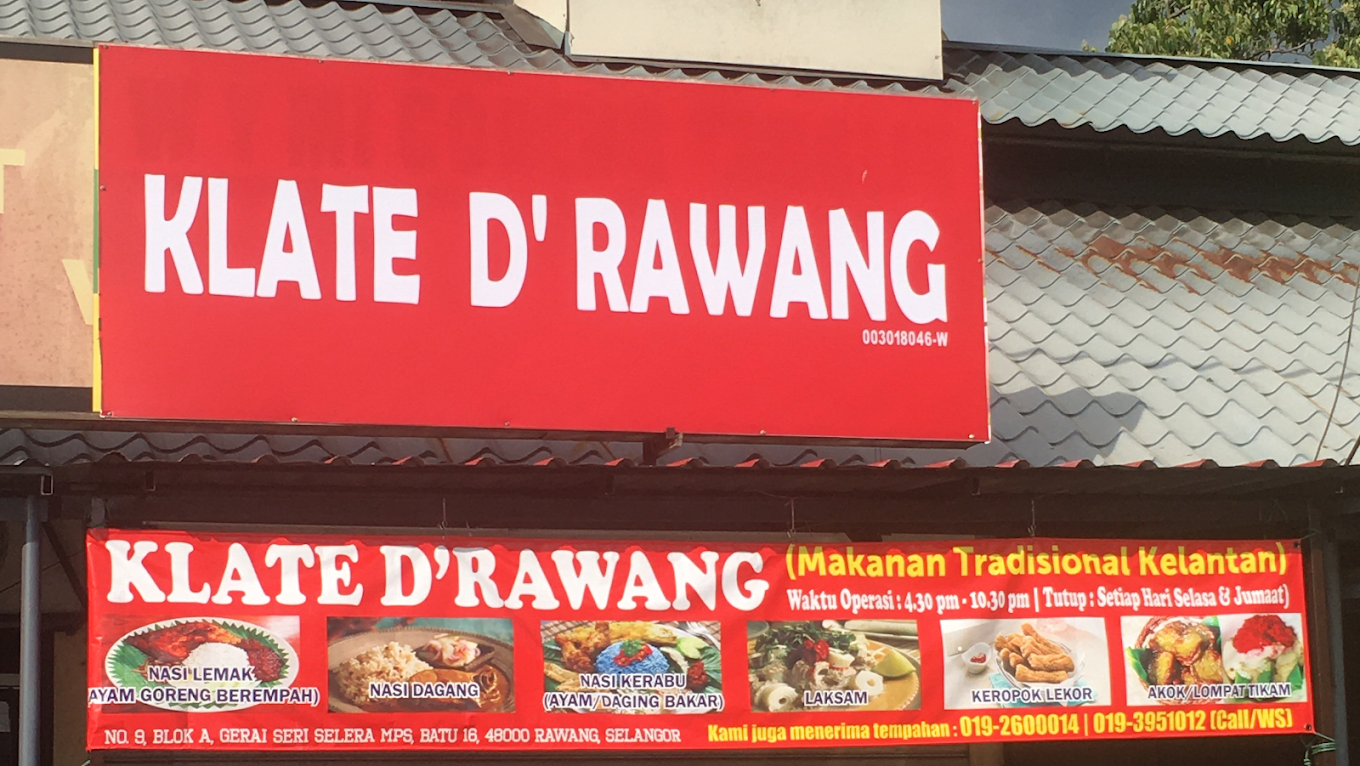 KLATE D' RAWANG
003018046-W
KLATE D'RAWANG
(Makanan Tradisional Kelantan)
Waktu Operasi : 4.30 pm - 10.30 pm | Tutup : Setiap Hari Selasa & Jumaat)
NASI LEMAK
AYAM GORENG BEREMPAH)
NASI DAGANG
NASI KERABU
(AYAM/DAGING BAKAR)
LAKSAM
KEROPOK LEKOR
AKOK/LOMPAT TIKAM
NO. 9, BLOK A, GERAI SERI SELERA MPS, BATU 16, 48000 RAWANG, SELANGOR
Kami juga menerima tempahan : 019-2600014 | 019-3951012 (Call/WS)